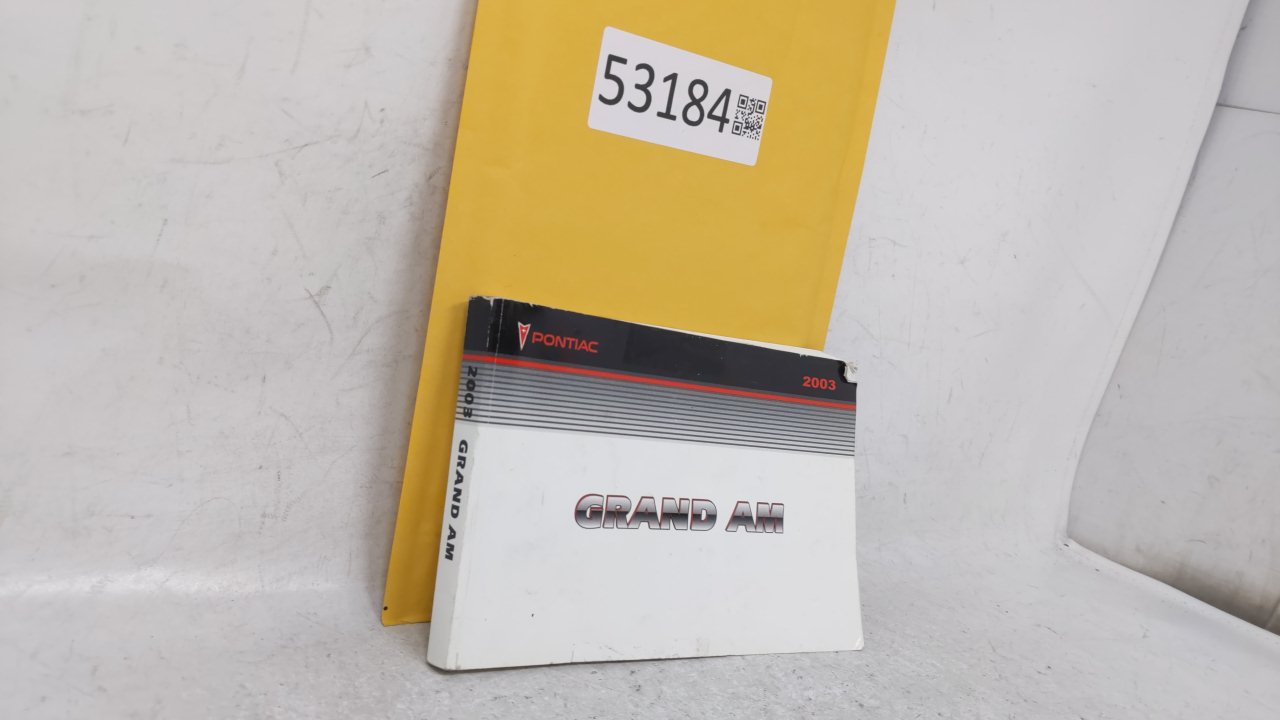 53184
PONTIAC
2003
2003 GRAND AM
GRAND AM